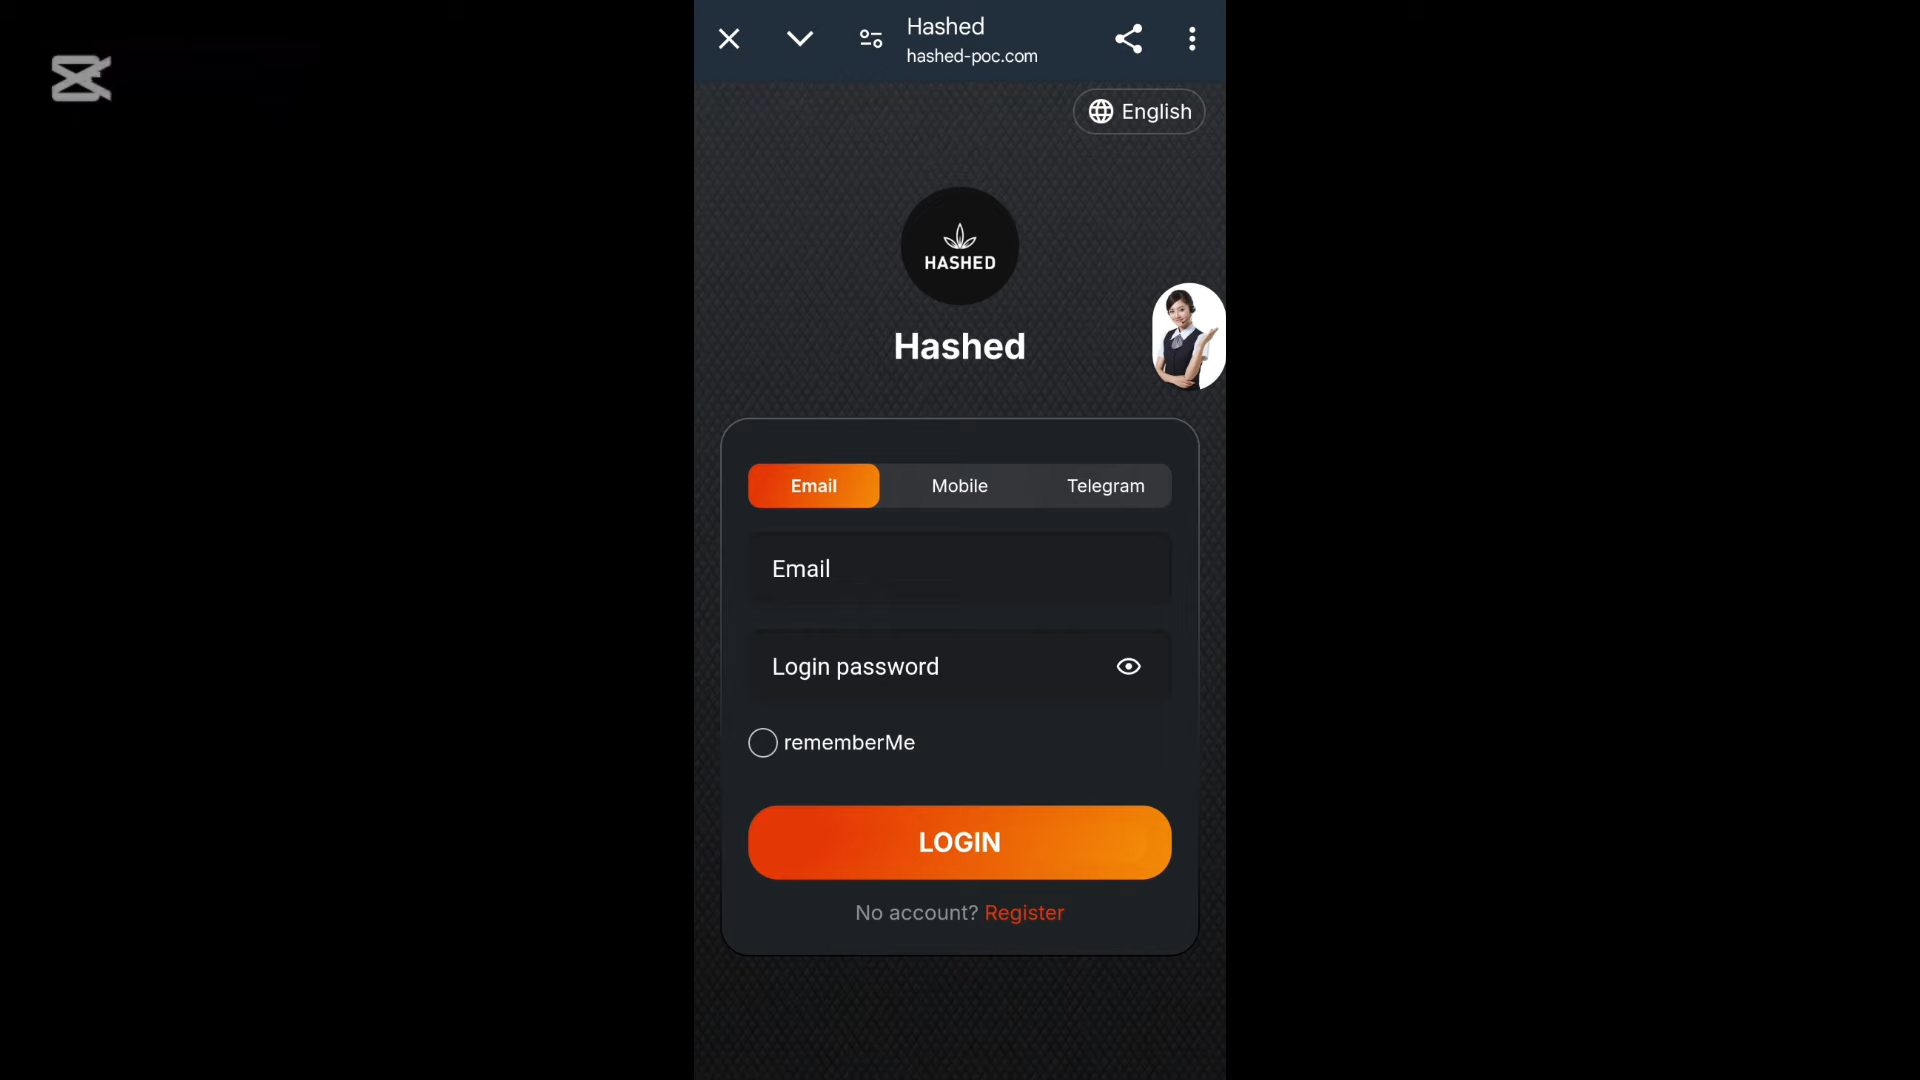 Hashed
hashed-poc.com
English
HASHED
Hashed
Email
Mobile
Telegram
Email
Login password
rememberMe
LOGIN
No account? Register